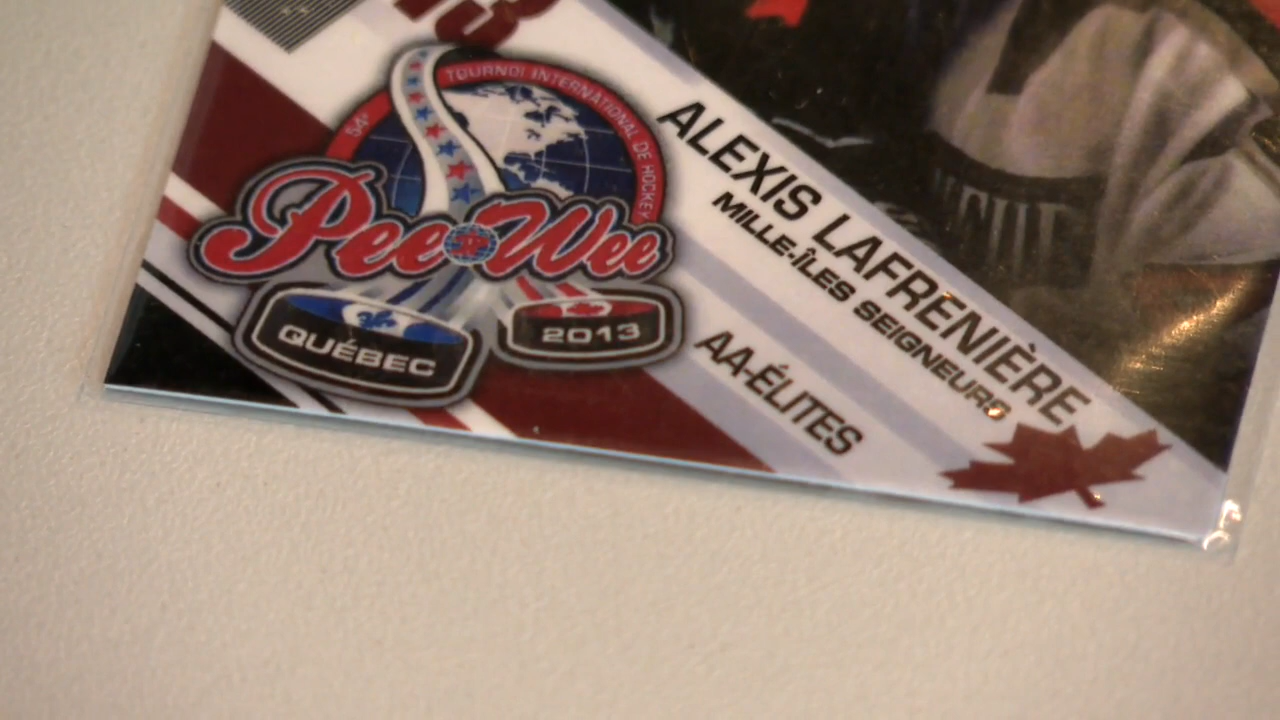 54e TOURNOI INTERNATIONAL DE HOCKEY
Pee Wee
QUÉBEC
2013
ALEXIS LAFRENIÈRE
MILLE-ÎLES SEIGNEURS
AA-ÉLITES